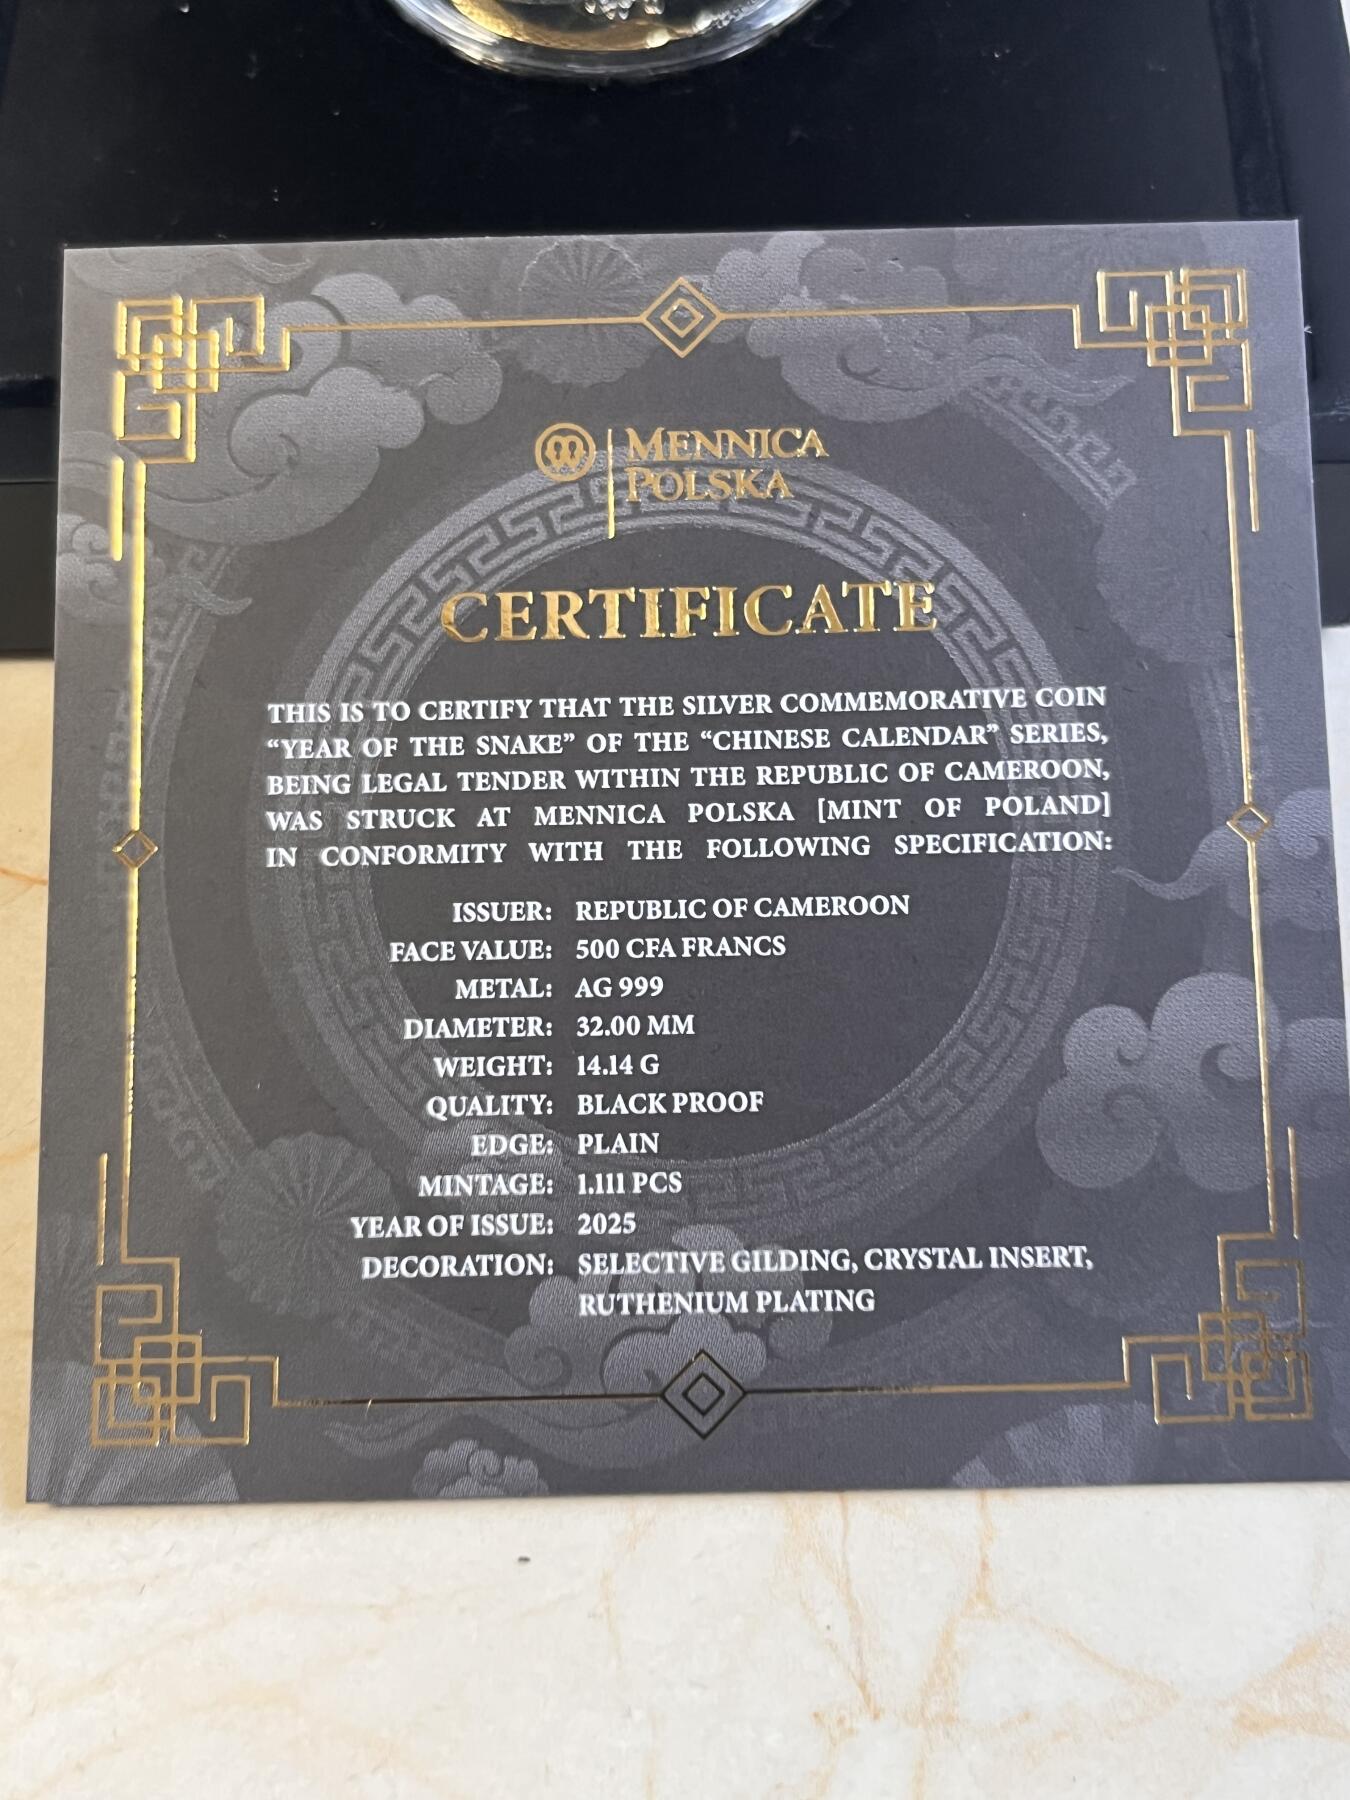 MENNICA
POLSKA
CERTIFICATE
THIS IS TO CERTIFY THAT THE SILVER COMMEMORATIVE COIN
“YEAR OF THE SNAKE” OF THE “CHINESE CALENDAR” SERIES,
BEING LEGAL TENDER WITHIN THE REPUBLIC OF CAMEROON,
WAS STRUCK AT MENNICA POLSKA [MINT OF POLAND]
IN CONFORMITY WITH THE FOLLOWING SPECIFICATION:
ISSUER: REPUBLIC OF CAMEROON
FACE VALUE: 500 CFA FRANCS
METAL: AG 999
DIAMETER: 32.00 MM
WEIGHT: 14.14 G
QUALITY: BLACK PROOF
EDGE: PLAIN
MINTAGE: 1.111 PCS
YEAR OF ISSUE: 2025
DECORATION: SELECTIVE GILDING, CRYSTAL INSERT,
RUTHENIUM PLATING